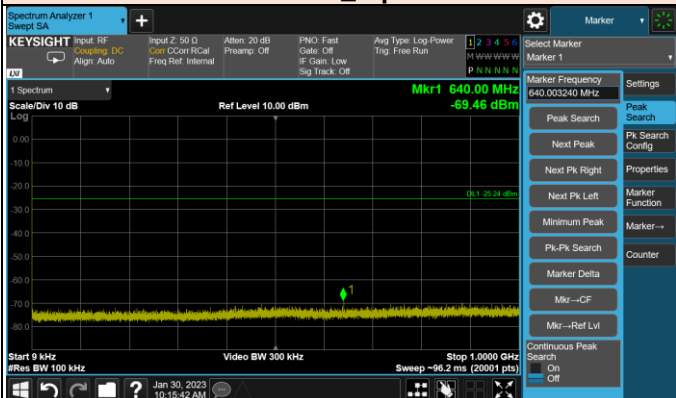 Spectrum Analyzer 1
Swept SA
Marker
KEYSIGHT
Input: RF
Coupling: DC
Align: Auto
Input Z: 50 Ω
Corr CCorr RCal
Freq Ref: Internal
Atten: 20 dB
Preamp: Off
PNO: Fast
Gate: Off
IF Gain: Low
Sig Track: Off
Avg Type: Log-Power
Trig: Free Run
1 2 3 4 5 6
M W W W W W
P N N N N N
LXI
Select Marker
Marker 1
1 Spectrum
Scale/Div 10 dB
Log
Ref Level 10.00 dBm
Mkr1 640.00 MHz
-69.46 dBm
0.00
-10.0
-20.0
-30.0
-40.0
-50.0
-60.0
-70.0
-80.0
DL1 -25.24 dBm
1
Start 9 kHz
#Res BW 100 kHz
Video BW 300 kHz
Stop 1.0000 GHz
Sweep ~96.2 ms (20001 pts)
Marker Frequency
640.003240 MHz
Peak Search
Next Peak
Next Pk Right
Next Pk Left
Minimum Peak
Pk-Pk Search
Marker Delta
Mkr→CF
Mkr→Ref Lvl
Continuous Peak
Search
On
Off
Settings
Peak
Search
Pk Search
Config
Properties
Marker
Function
Marker→
Counter
Jan 30, 2023
10:15:42 AM